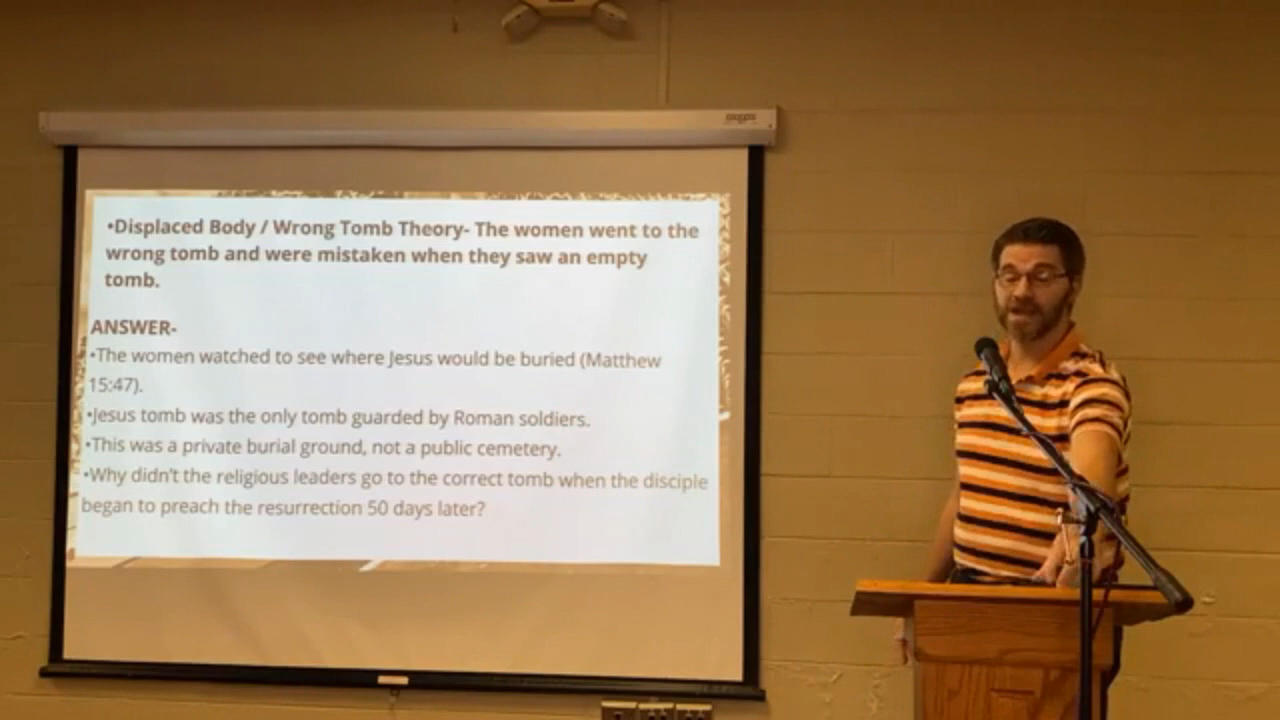 •Displaced Body / Wrong Tomb Theory- The women went to the
wrong tomb and were mistaken when they saw an empty
tomb.
ANSWER-
•The women watched to see where Jesus would be buried (Matthew
15:47).
•Jesus tomb was the only tomb guarded by Roman soldiers.
•This was a private burial ground, not a public cemetery.
•Why didn't the religious leaders go to the correct tomb when the disciple
began to preach the resurrection 50 days later?